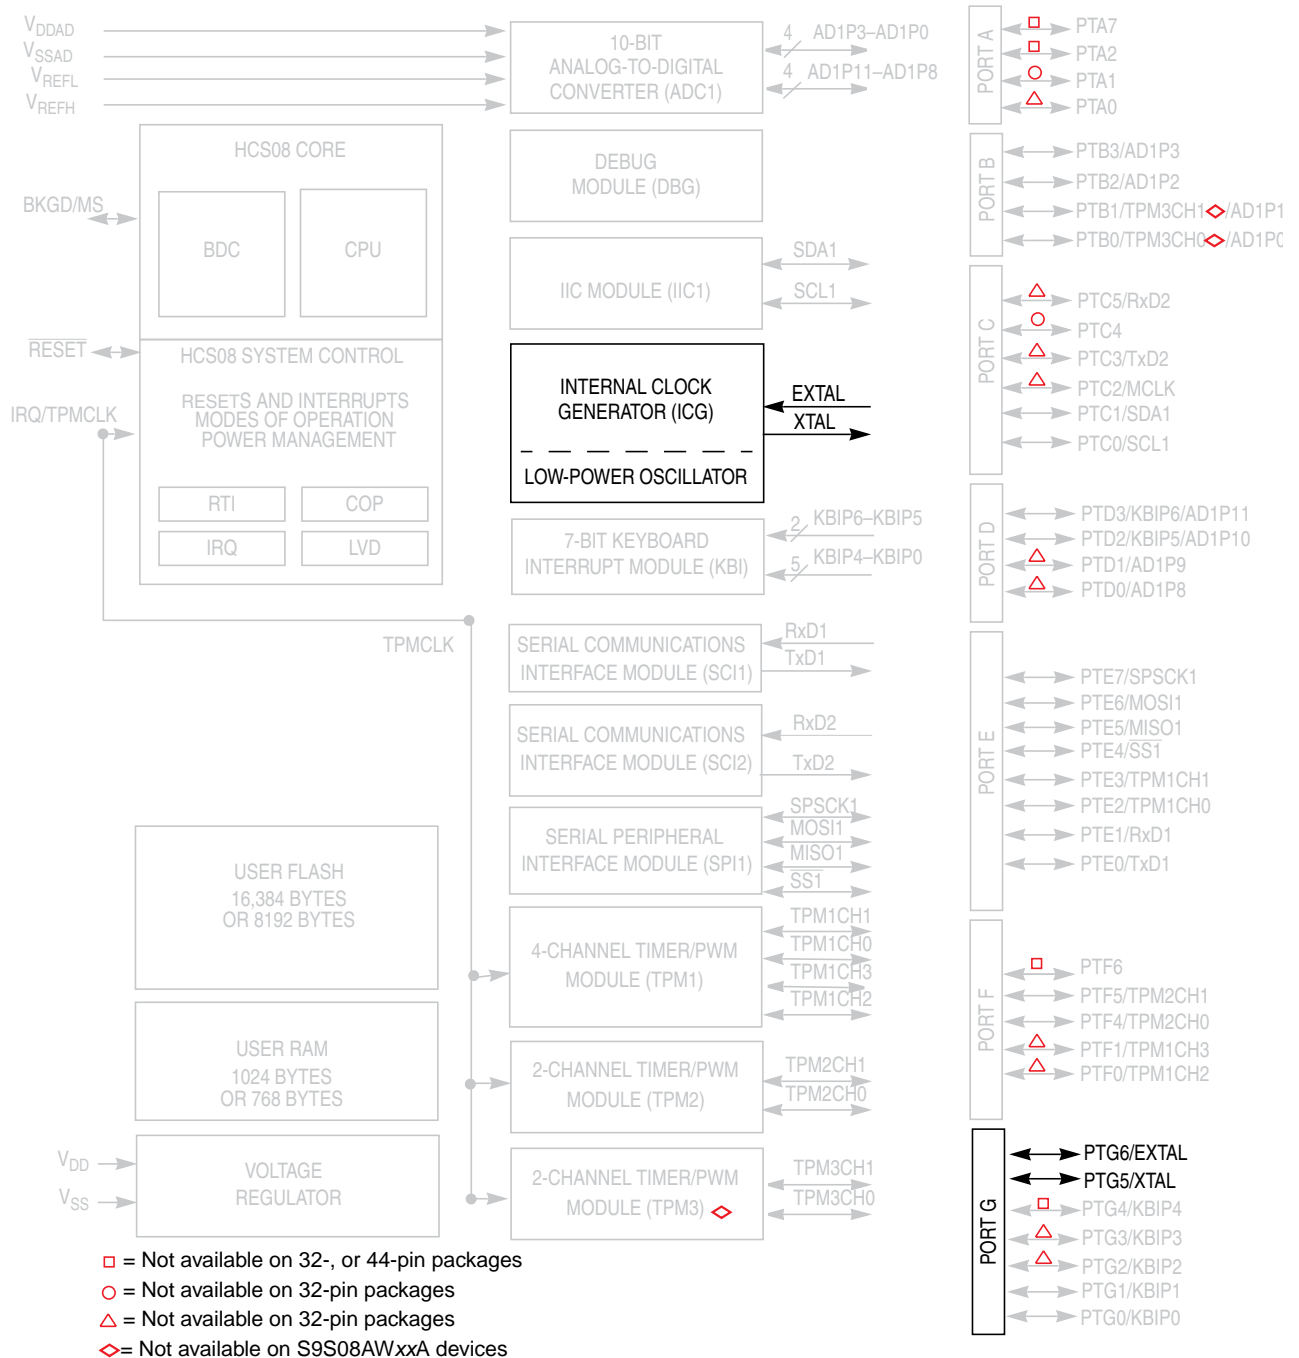 VDDAD
VSSAD
VREFL
VREFH
10-BIT
ANALOG-TO-DIGITAL
CONVERTER (ADC1)
4 AD1P3–AD1P0
4 AD1P11–AD1P8
HCS08 CORE
BDC
CPU
BKGD/MS
DEBUG
MODULE (DBG)
IIC MODULE (IIC1)
SDA1
SCL1
RESET
HCS08 SYSTEM CONTROL
RESETS AND INTERRUPTS
MODES OF OPERATION
POWER MANAGEMENT
IRQ/TPMCLK
RTI
COP
IRQ
LVD
INTERNAL CLOCK
GENERATOR (ICG)
LOW-POWER OSCILLATOR
EXTAL
XTAL
7-BIT KEYBOARD
INTERRUPT MODULE (KBI)
2 KBIP6–KBIP5
5 KBIP4–KBIP0
TPMCLK
SERIAL COMMUNICATIONS
INTERFACE MODULE (SCI1)
RxD1
TxD1
SERIAL COMMUNICATIONS
INTERFACE MODULE (SCI2)
RxD2
TxD2
SERIAL PERIPHERAL
INTERFACE MODULE (SPI1)
SPSCK1
MOSI1
MISO1
SS1
USER FLASH
16,384 BYTES
OR 8192 BYTES
4-CHANNEL TIMER/PWM
MODULE (TPM1)
TPM1CH1
TPM1CH0
TPM1CH3
TPM1CH2
USER RAM
1024 BYTES
OR 768 BYTES
2-CHANNEL TIMER/PWM
MODULE (TPM2)
TPM2CH1
TPM2CH0
VDD
VSS
VOLTAGE
REGULATOR
2-CHANNEL TIMER/PWM
MODULE (TPM3)
TPM3CH1
TPM3CH0
PORT A
PTA7
PTA2
PTA1
PTA0
PORT B
PTB3/AD1P3
PTB2/AD1P2
PTB1/TPM3CH1/AD1P1
PTB0/TPM3CH0/AD1P0
PORT C
PTC5/RxD2
PTC4
PTC3/TxD2
PTC2/MCLK
PTC1/SDA1
PTC0/SCL1
PORT D
PTD3/KBIP6/AD1P11
PTD2/KBIP5/AD1P10
PTD1/AD1P9
PTD0/AD1P8
PORT E
PTE7/SPSCK1
PTE6/MOSI1
PTE5/MISO1
PTE4/SS1
PTE3/TPM1CH1
PTE2/TPM1CH0
PTE1/RxD1
PTE0/TxD1
PORT F
PTF6
PTF5/TPM2CH1
PTF4/TPM2CH0
PTF1/TPM1CH3
PTF0/TPM1CH2
PORT G
PTG6/EXTAL
PTG5/XTAL
PTG4/KBIP4
PTG3/KBIP3
PTG2/KBIP2
PTG1/KBIP1
PTG0/KBIP0
= Not available on 32-, or 44-pin packages
= Not available on 32-pin packages
= Not available on 32-pin packages
= Not available on S9S08AWxxA devices